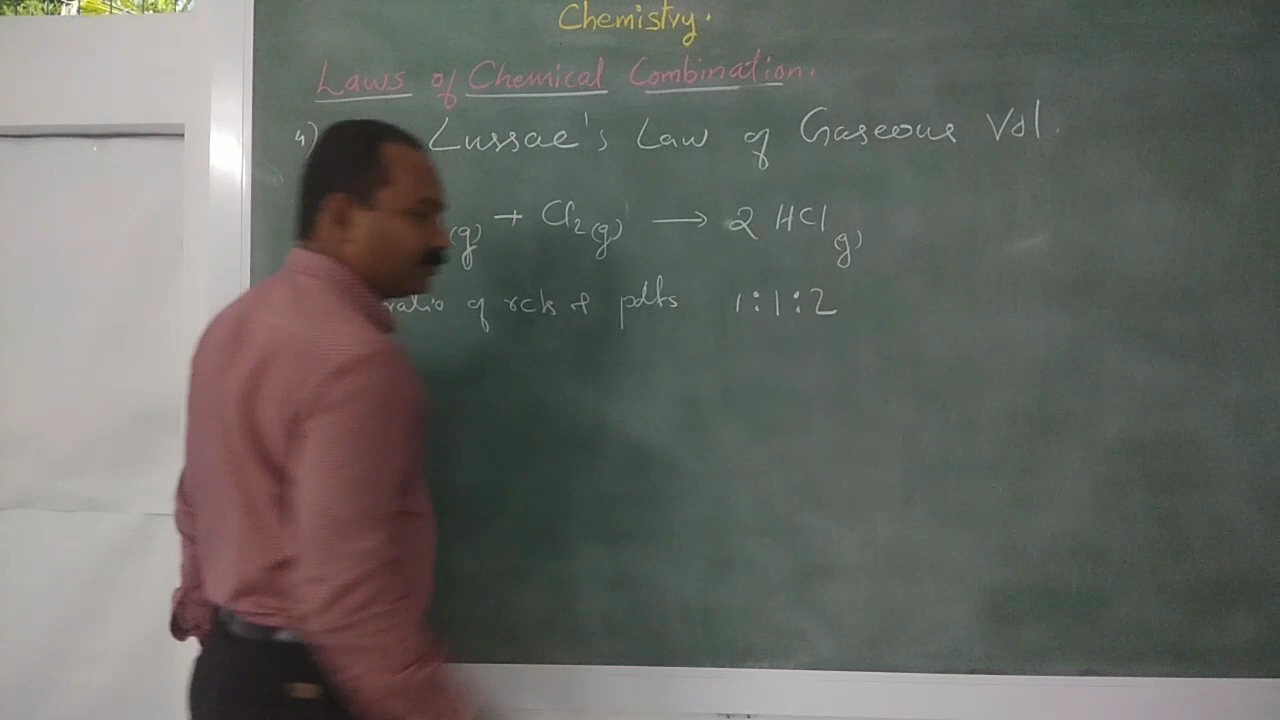 Chemistry.
Laws of Chemical Combination.
4) Lussac's Law of Gaseous Vol.
(g) + Cl₂(g) → 2 HCl g)
ratio of rcts & pdts 1:1:2